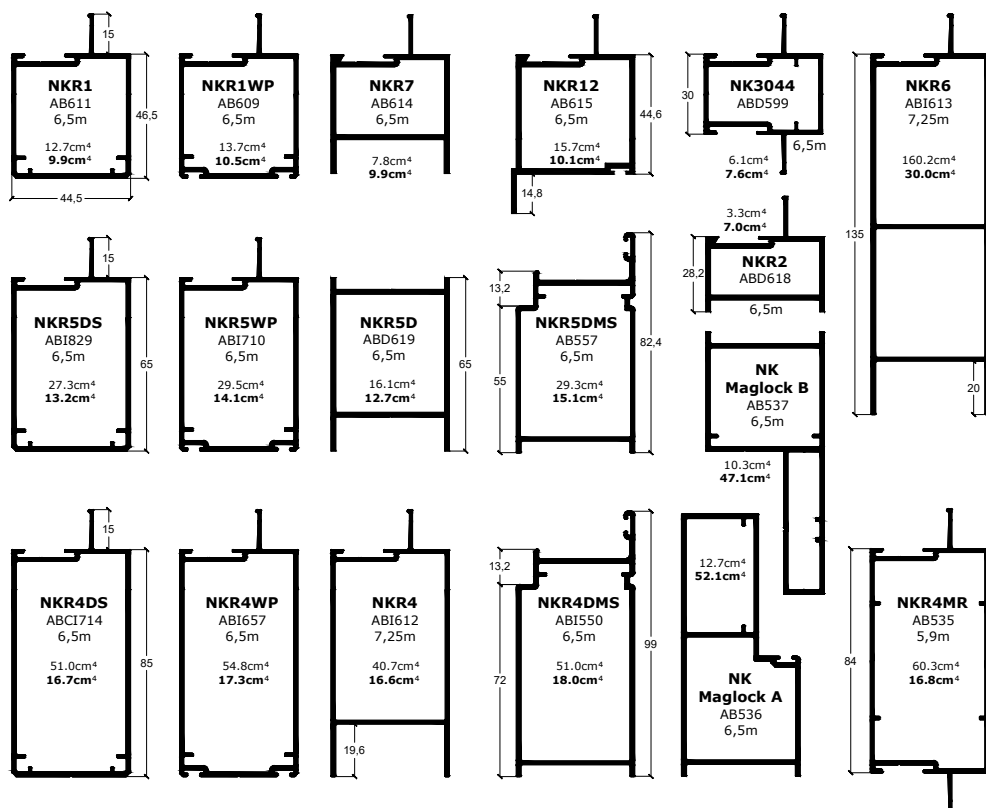 15
NKR1
AB611
6,5m
12.7cm⁴
9.9cm⁴
46,5
44,5
NKR1WP
AB609
6,5m
13.7cm⁴
10.5cm⁴
NKR7
AB614
6,5m
7.8cm⁴
9.9cm⁴
NKR12
AB615
6,5m
15.7cm⁴
10.1cm⁴
44,6
14,8
30
NK3044
ABD599
6,5m
6.1cm⁴
7.6cm⁴
NKR6
ABI613
7,25m
160.2cm⁴
30.0cm⁴
135
20
3.3cm⁴
7.0cm⁴
28,2
NKR2
ABD618
6,5m
15
NKR5DS
ABI829
6,5m
27.3cm⁴
13.2cm⁴
65
NKR5WP
ABI710
6,5m
29.5cm⁴
14.1cm⁴
NKR5D
ABD619
6,5m
16.1cm⁴
12.7cm⁴
65
13,2
55
NKR5DMS
AB557
6,5m
29.3cm⁴
15.1cm⁴
82,4
NK
Maglock B
AB537
6,5m
10.3cm⁴
47.1cm⁴
15
NKR4DS
ABCI714
6,5m
51.0cm⁴
16.7cm⁴
85
NKR4WP
ABI657
6,5m
54.8cm⁴
17.3cm⁴
NKR4
ABI612
7,25m
40.7cm⁴
16.6cm⁴
19,6
13,2
72
NKR4DMS
ABI550
6,5m
51.0cm⁴
18.0cm⁴
99
12.7cm⁴
52.1cm⁴
NK
Maglock A
AB536
6,5m
84
NKR4MR
AB535
5,9m
60.3cm⁴
16.8cm⁴